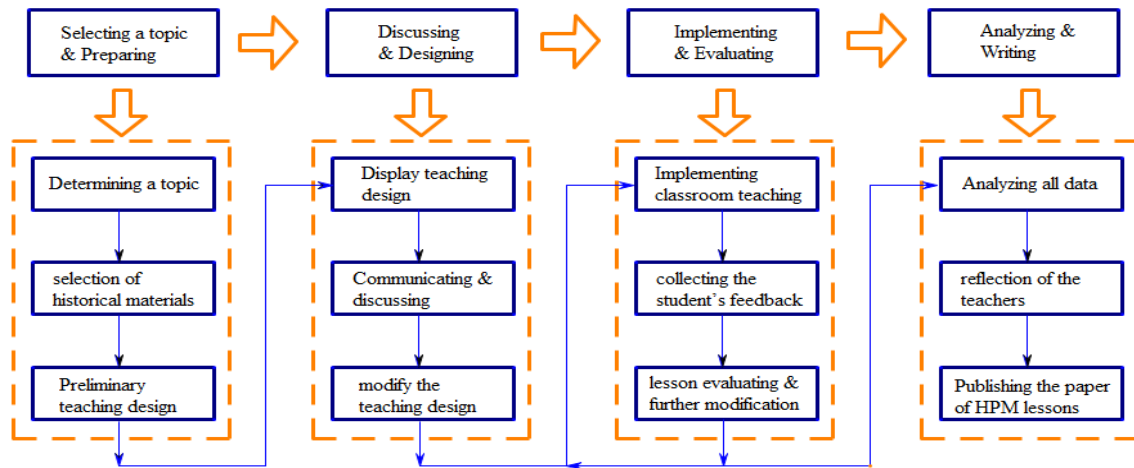 Selecting a topic
& Preparing
Discussing
& Designing
Implementing
& Evaluating
Analyzing &
Writing
Determining a topic
selection of
historical materials
Preliminary
teaching design
Display teaching
design
Communicating &
discussing
modify the
teaching design
Implementing
classroom teaching
collecting the
student's feedback
lesson evaluating &
further modification
Analyzing all data
reflection of the
teachers
Publishing the paper
of HPM lessons